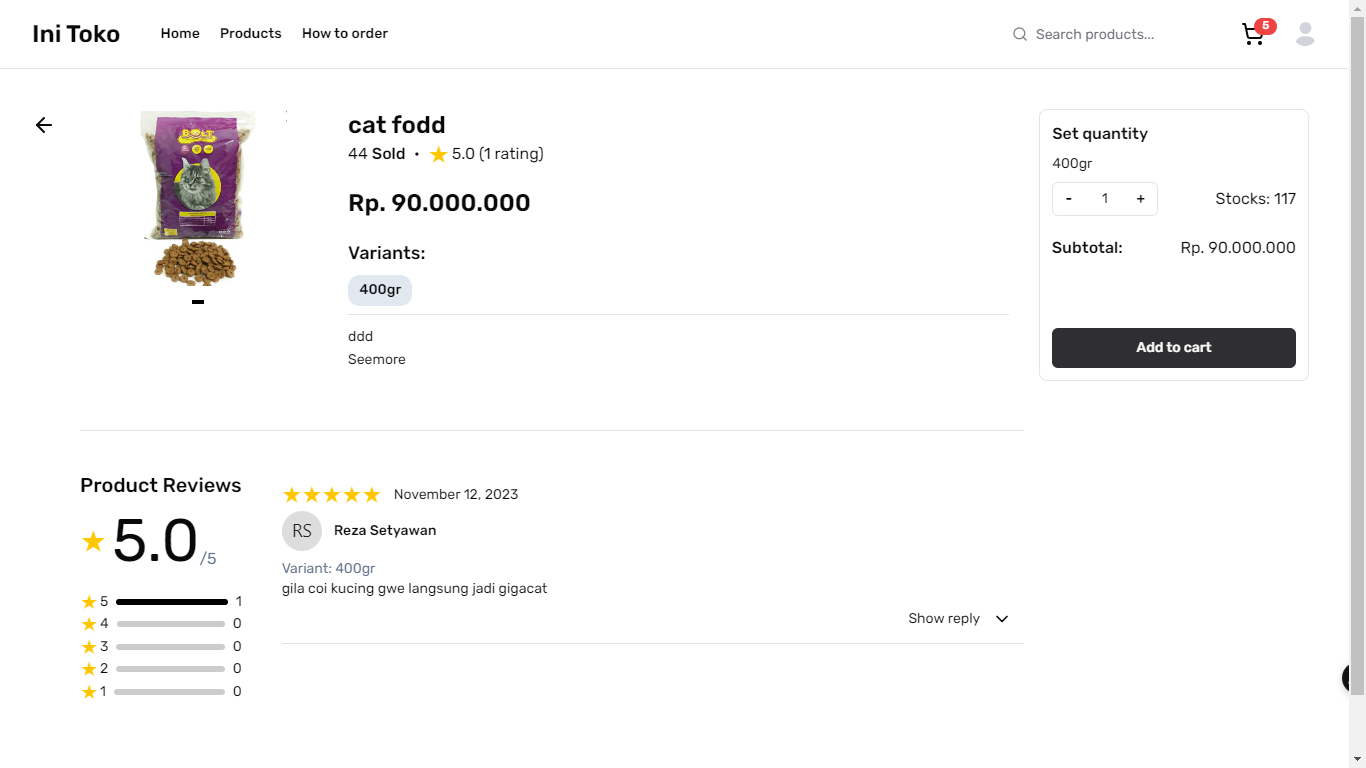 Ini Toko
Home
Products
How to order
Search products...
5
BOLT
cat fodd
44 Sold • 5.0 (1 rating)
Rp. 90.000.000
Variants:
400gr
ddd
Seemore
Set quantity
400gr
- 1 +
Stocks: 117
Subtotal:
Rp. 90.000.000
Add to cart
Product Reviews
5.0/5
5 1
4 0
3 0
2 0
1 0
November 12, 2023
RS
Reza Setyawan
Variant: 400gr
gila coi kucing gwe langsung jadi gigacat
Show reply